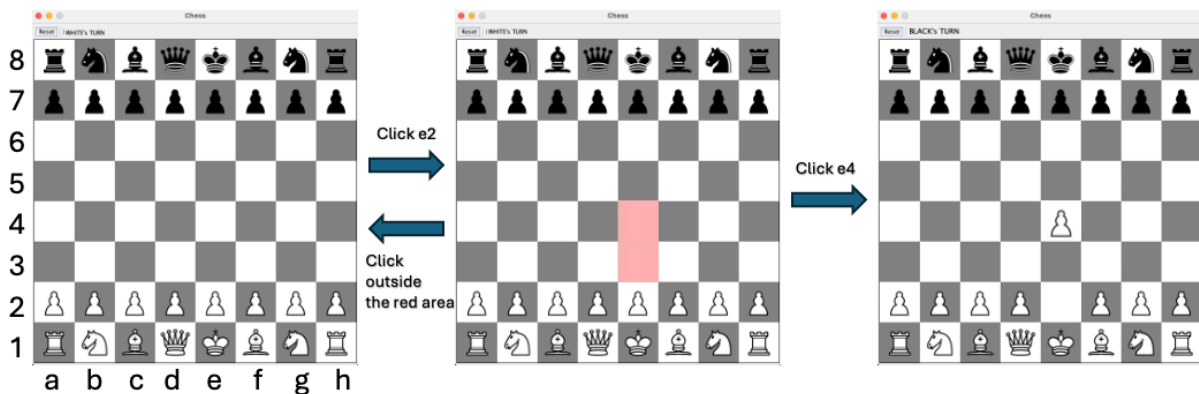 Chess
Reset WHITE's TURN
Chess
Reset WHITE's TURN
Chess
Reset BLACK's TURN
8
7
6
5
4
3
2
1
a b c d e f g h
Click e2
Click
outside
the red area
Click e4